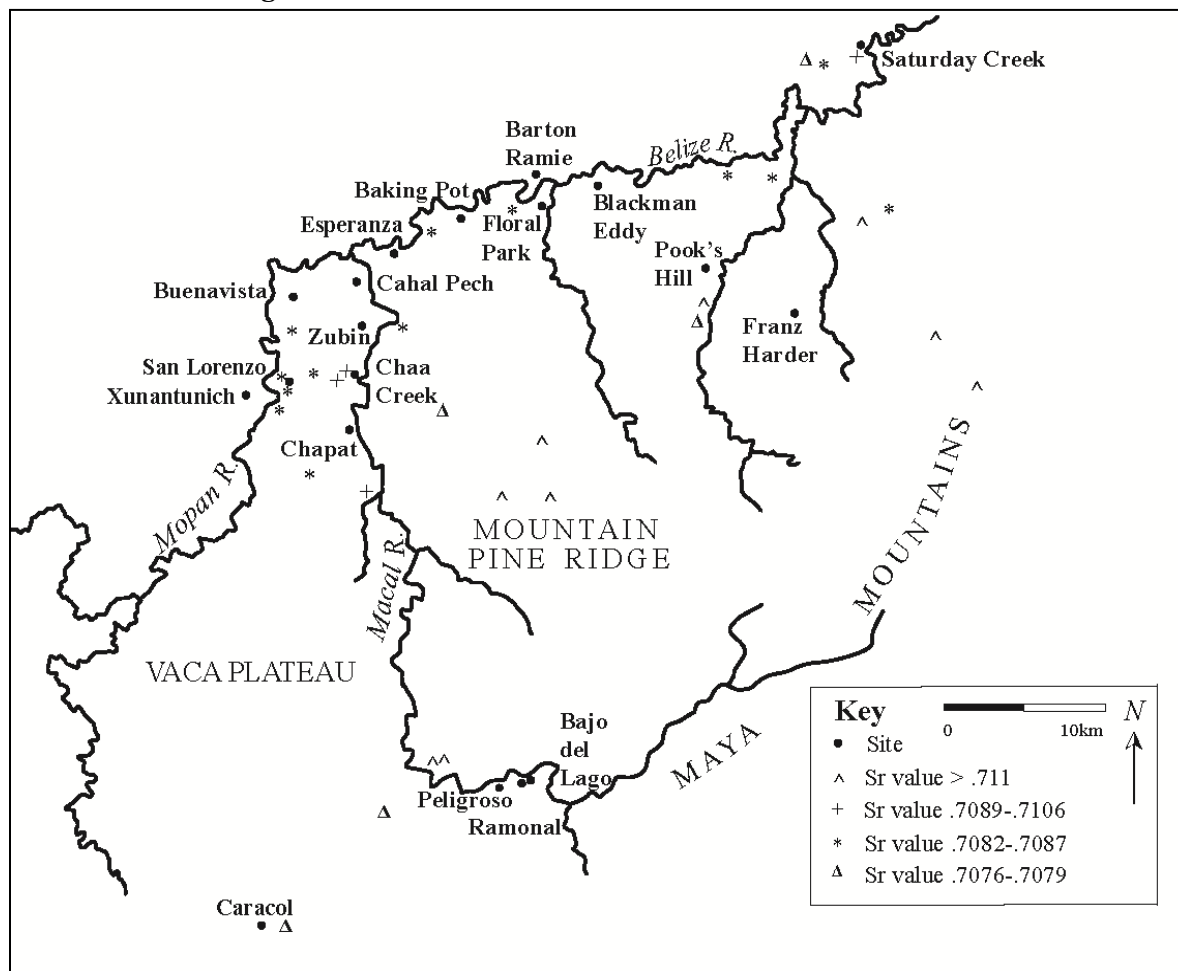 Saturday Creek
Barton
Ramie
Belize R.
Baking Pot
Esperanza
Floral
Park
Blackman
Eddy
Pook's
Hill
Buenavista
Cahal Pech
Zubin
Franz
Harder
San Lorenzo
Xunantunich
Chaa
Creek
Chapat
Mopan R.
MOUNTAIN
PINE RIDGE
MOUNTAINS
Macal R.
VACA PLATEAU
Bajo
del
Lago
MAYA
Peligroso
Ramonal
Caracol
Key
N
0 10km
Site
^ Sr value > .711
+ Sr value .7089-.7106
* Sr value .7082-.7087
Δ Sr value .7076-.7079